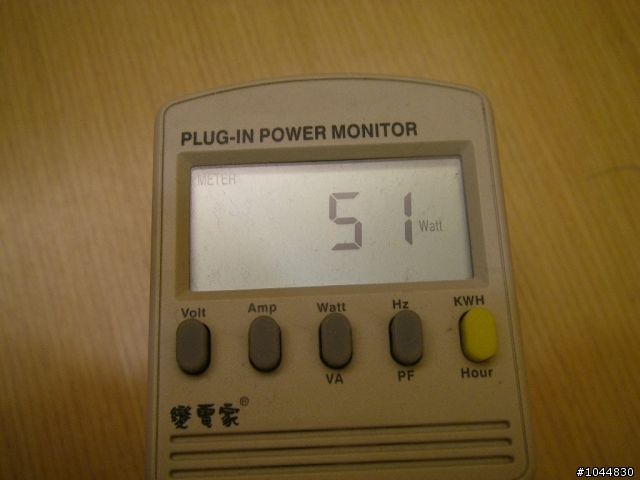 PLUG-IN POWER MONITOR
METER
51 Watt
Volt Amp Watt Hz KWH
VA PF Hour
變電家®
#1044830